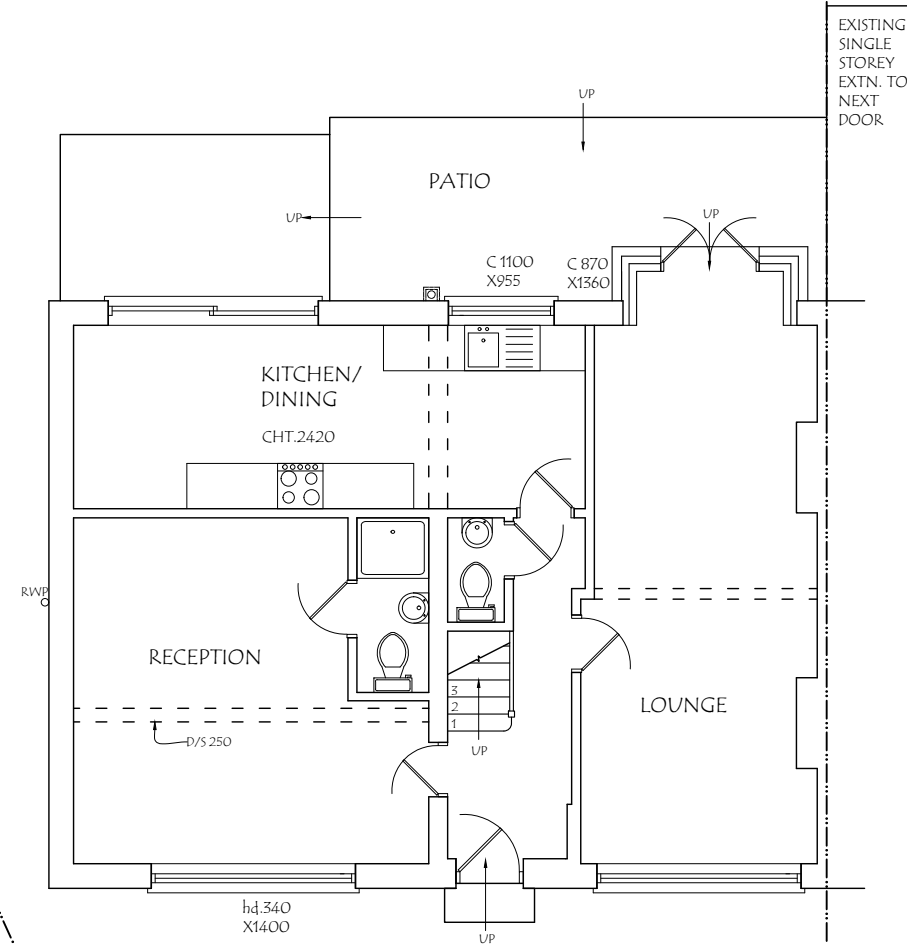 EXISTING
SINGLE
STOREY
EXTN. TO
NEXT
DOOR
UP
PATIO
UP
UP
C 1100
X955
C 870
X1360
KITCHEN/
DINING
CHT.2420
RWP
RECEPTION
LOUNGE
3
2
1
D/S 250
UP
hd.340
X1400
UP